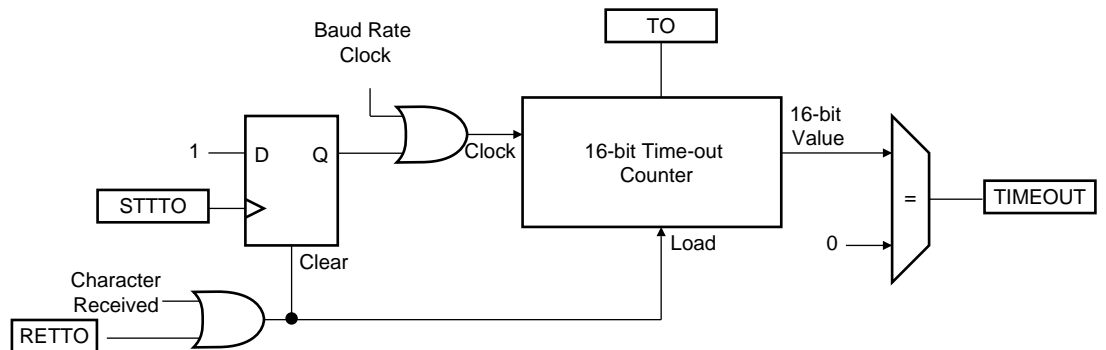 TO
Baud Rate
Clock
16-bit
Value
1
D
Q
Clock
16-bit Time-out
Counter
STTTO
=
TIMEOUT
Clear
Load
0
Character
Received
RETTO